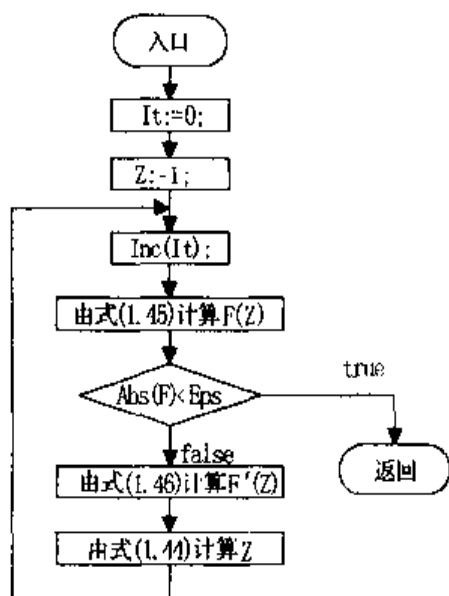 入口
It:=0;
Z:-1;
Inc(It);
由式(1.45)计算F(Z)
Abs(F)<Eps
true
false
返回
由式(1.46)计算F'(Z)
由式(1.44)计算Z